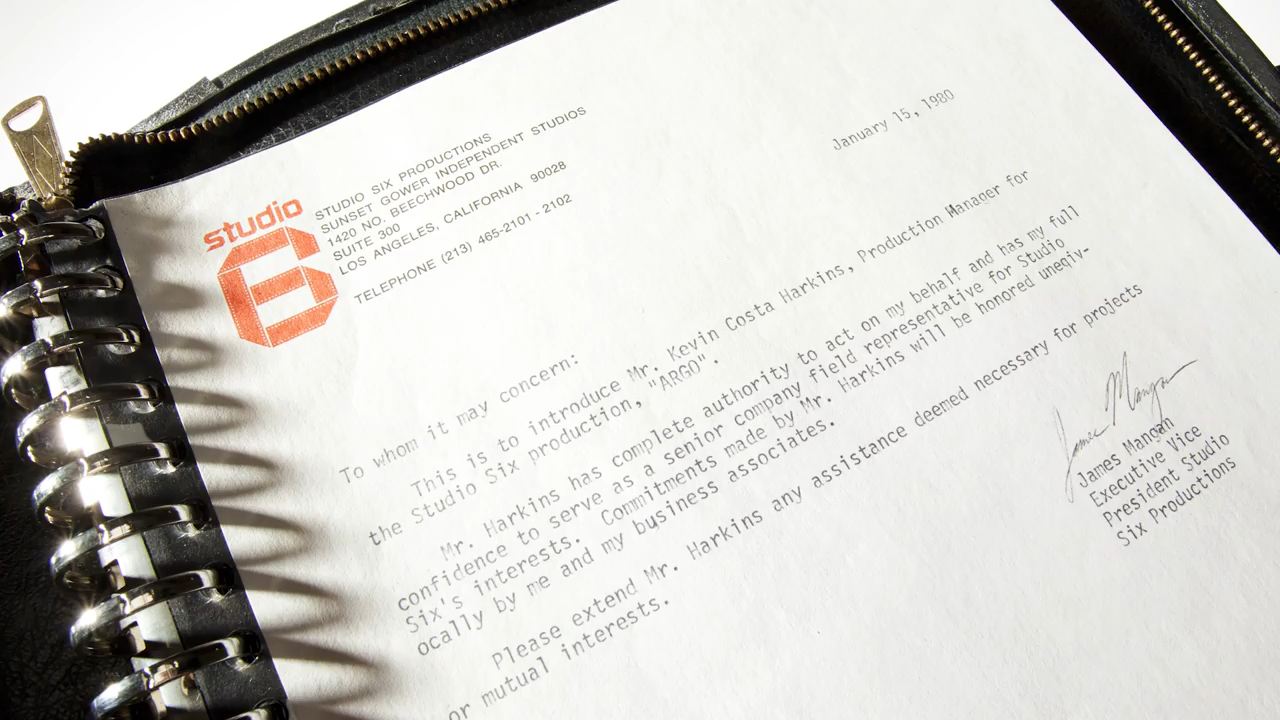 studio
6
STUDIO SIX PRODUCTIONS
SUNSET GOWER INDEPENDENT STUDIOS
1420 NO. BEECHWOOD DR.
SUITE 300
LOS ANGELES, CALIFORNIA 90028
TELEPHONE (213) 465-2101 - 2102
January 15, 1980
To whom it may concern:
This is to introduce Mr. Kevin Costa Harkins, Production Manager for
the Studio Six production, "ARGO".
Mr. Harkins has complete authority to act on my behalf and has my full
confidence to serve as a senior company field representative for Studio
Six's interests. Commitments made by Mr. Harkins will be honored uneqiv-
ocally by me and my business associates.
Please extend Mr. Harkins any assistance deemed necessary for projects
or mutual interests.
James Mangan
James Mangan
Executive Vice
President Studio
Six Productions